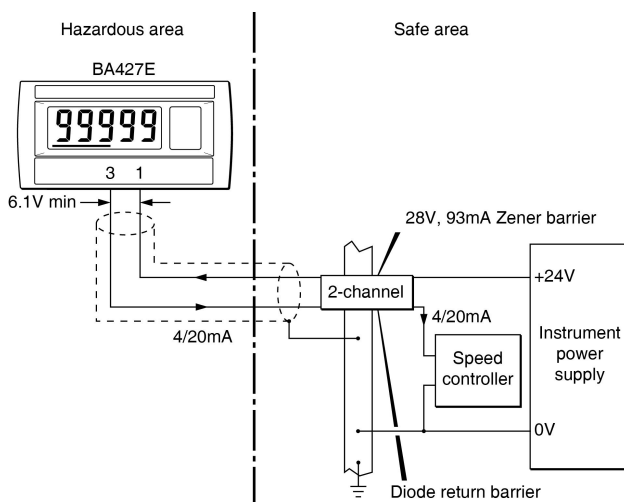 Hazardous area
Safe area
BA427E
99999
3 1
6.1V min
28V, 93mA Zener barrier
2-channel
+24V
4/20mA
4/20mA
Speed
controller
Instrument
power
supply
0V
Diode return barrier